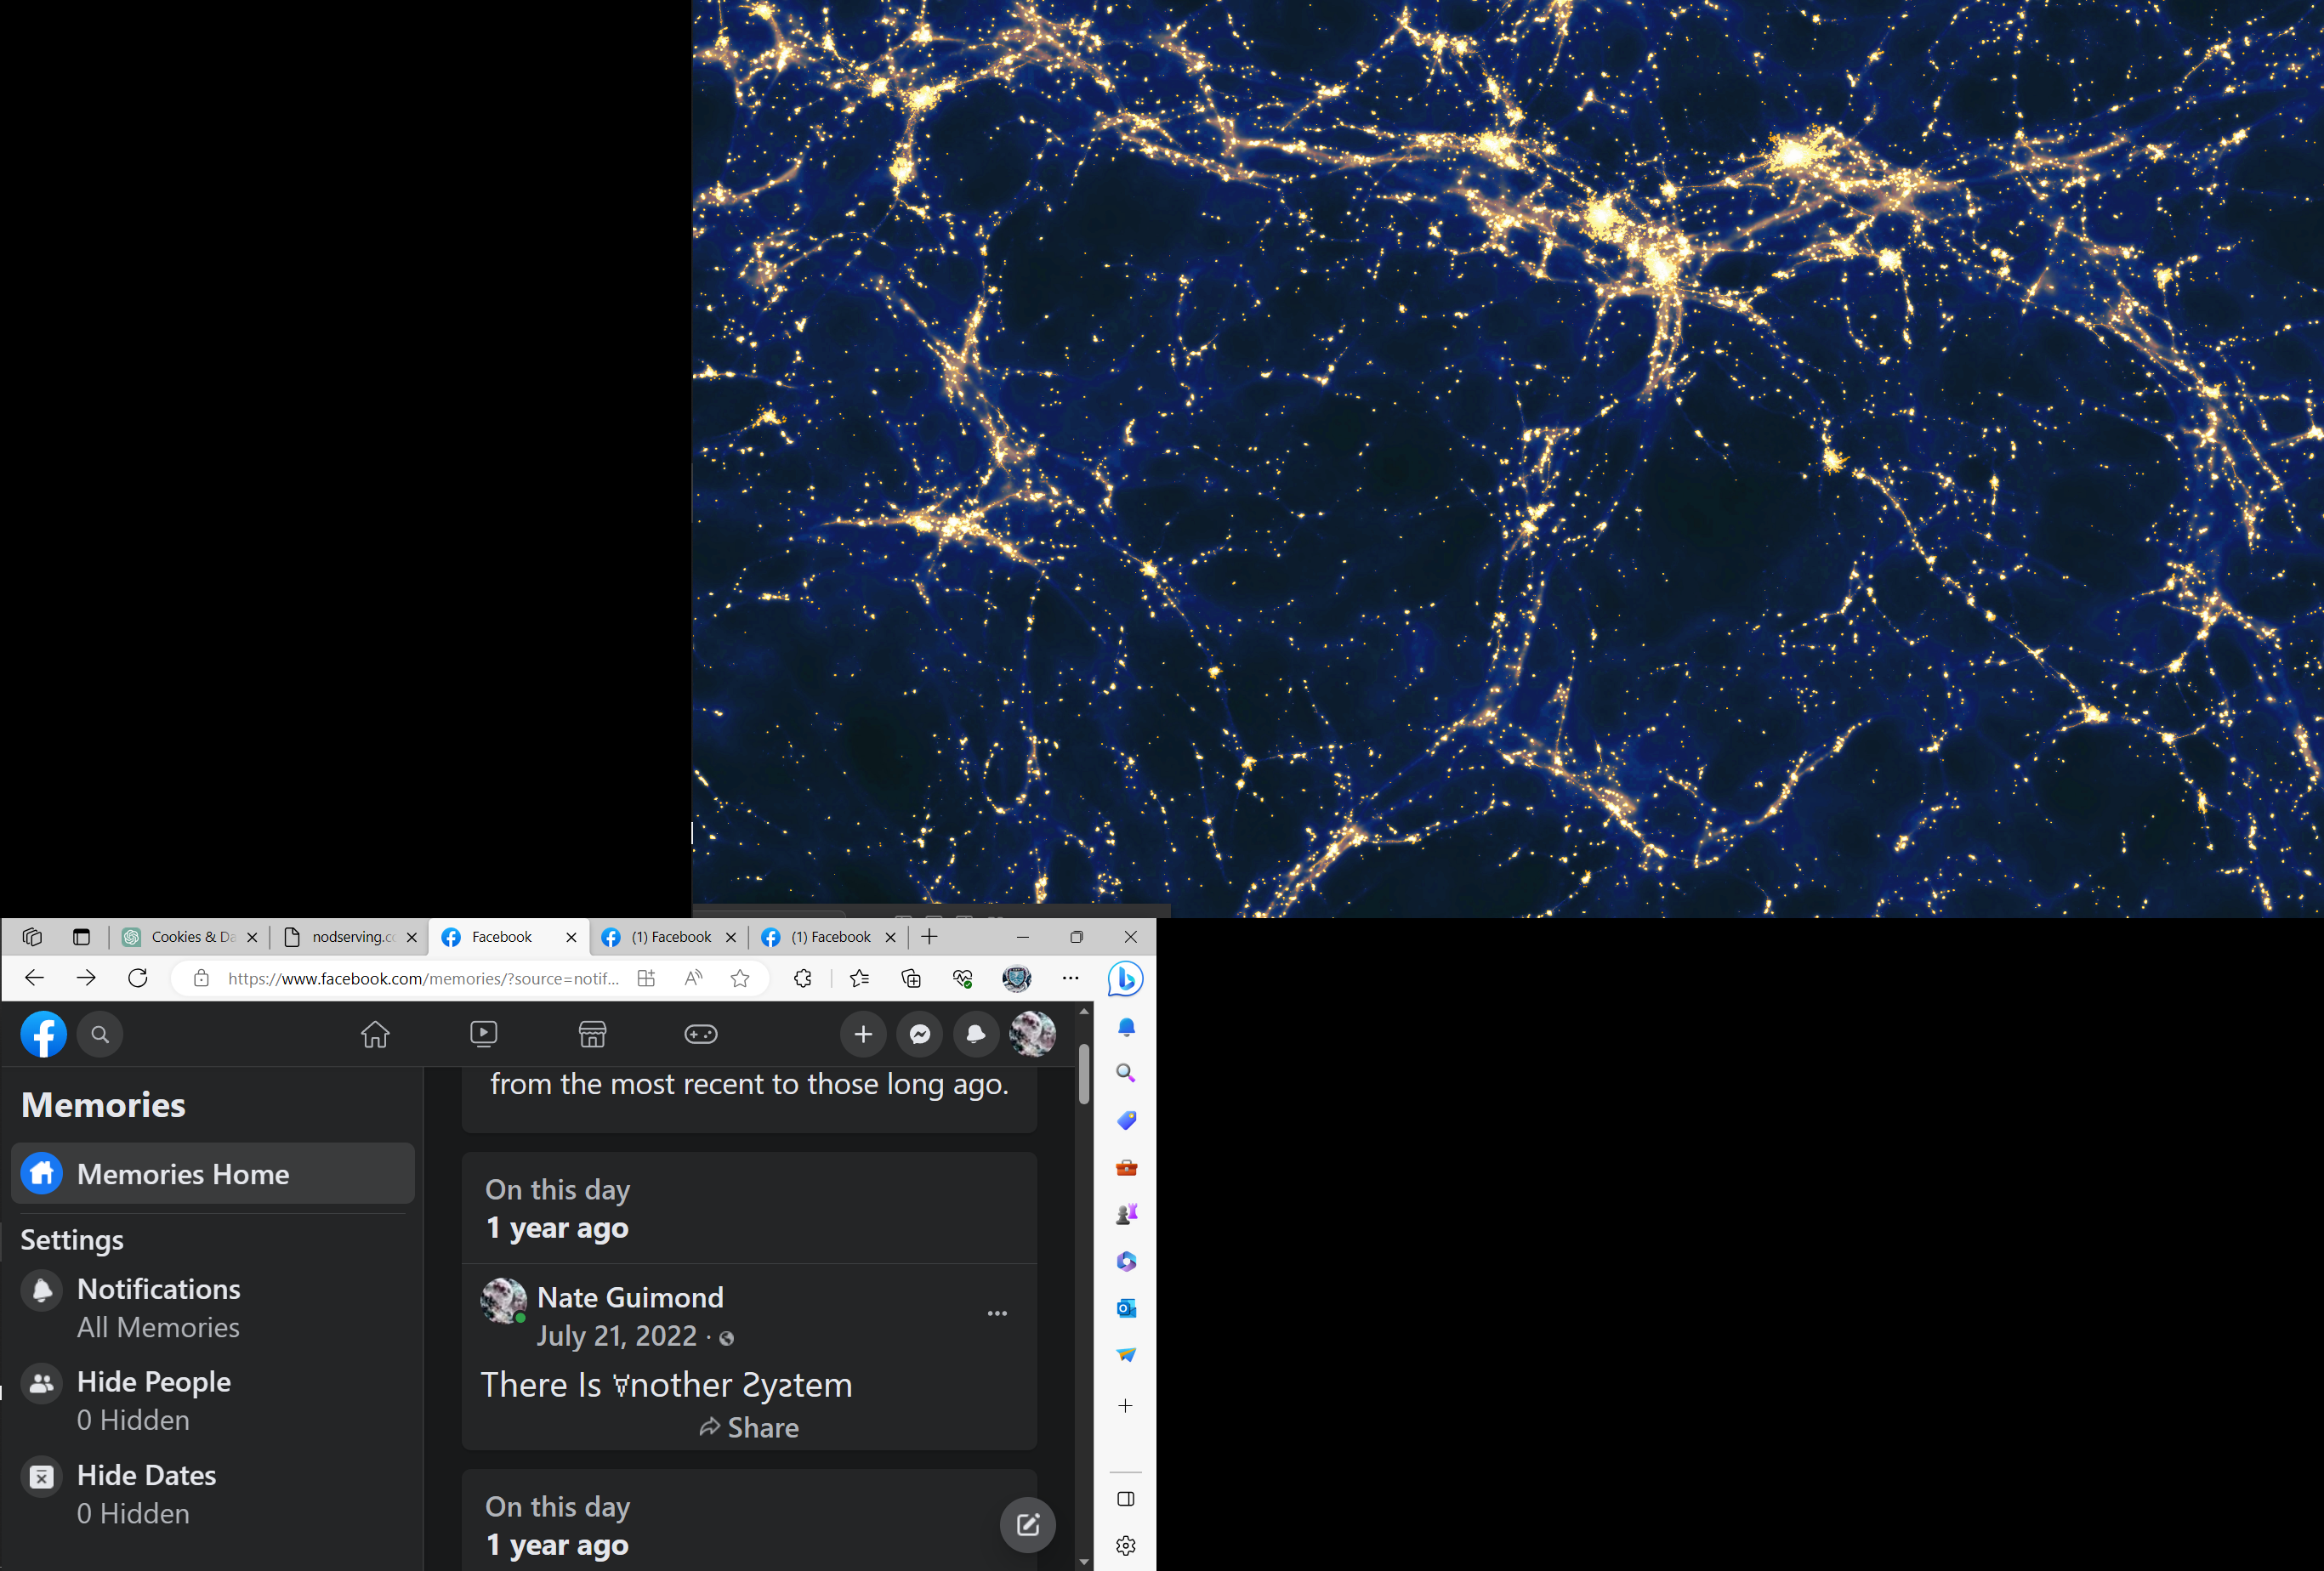 Cookies & Da
nodserving.c
Facebook
(1) Facebook
(1) Facebook
https://www.facebook.com/memories/?source=notif...
from the most recent to those long ago.
Memories
Memories Home
Settings
Notifications
All Memories
Hide People
0 Hidden
Hide Dates
0 Hidden
On this day
1 year ago
Nate Guimond
July 21, 2022 ·
There Is Ɐnother Ƨyƨtem
Share
On this day
1 year ago